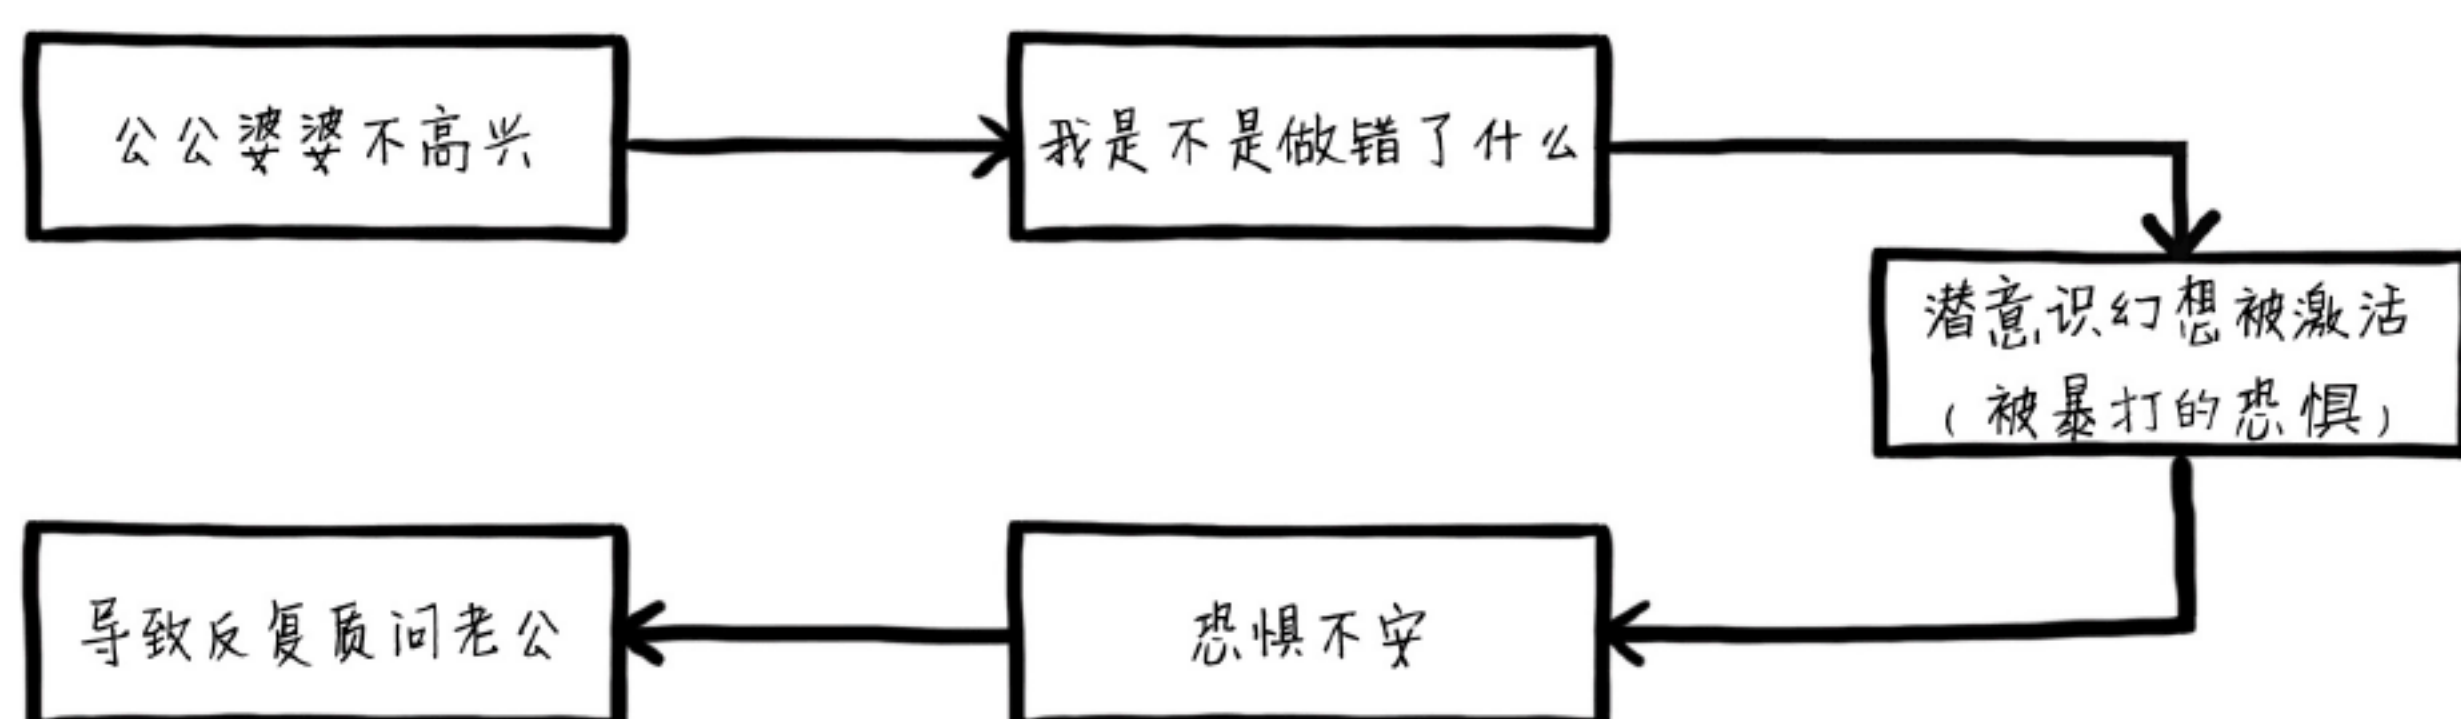 公公婆婆不高兴
我是不是做错了什么
潜意识幻想被激活
（被暴打的恐惧）
恐惧不安
导致反复质问老公